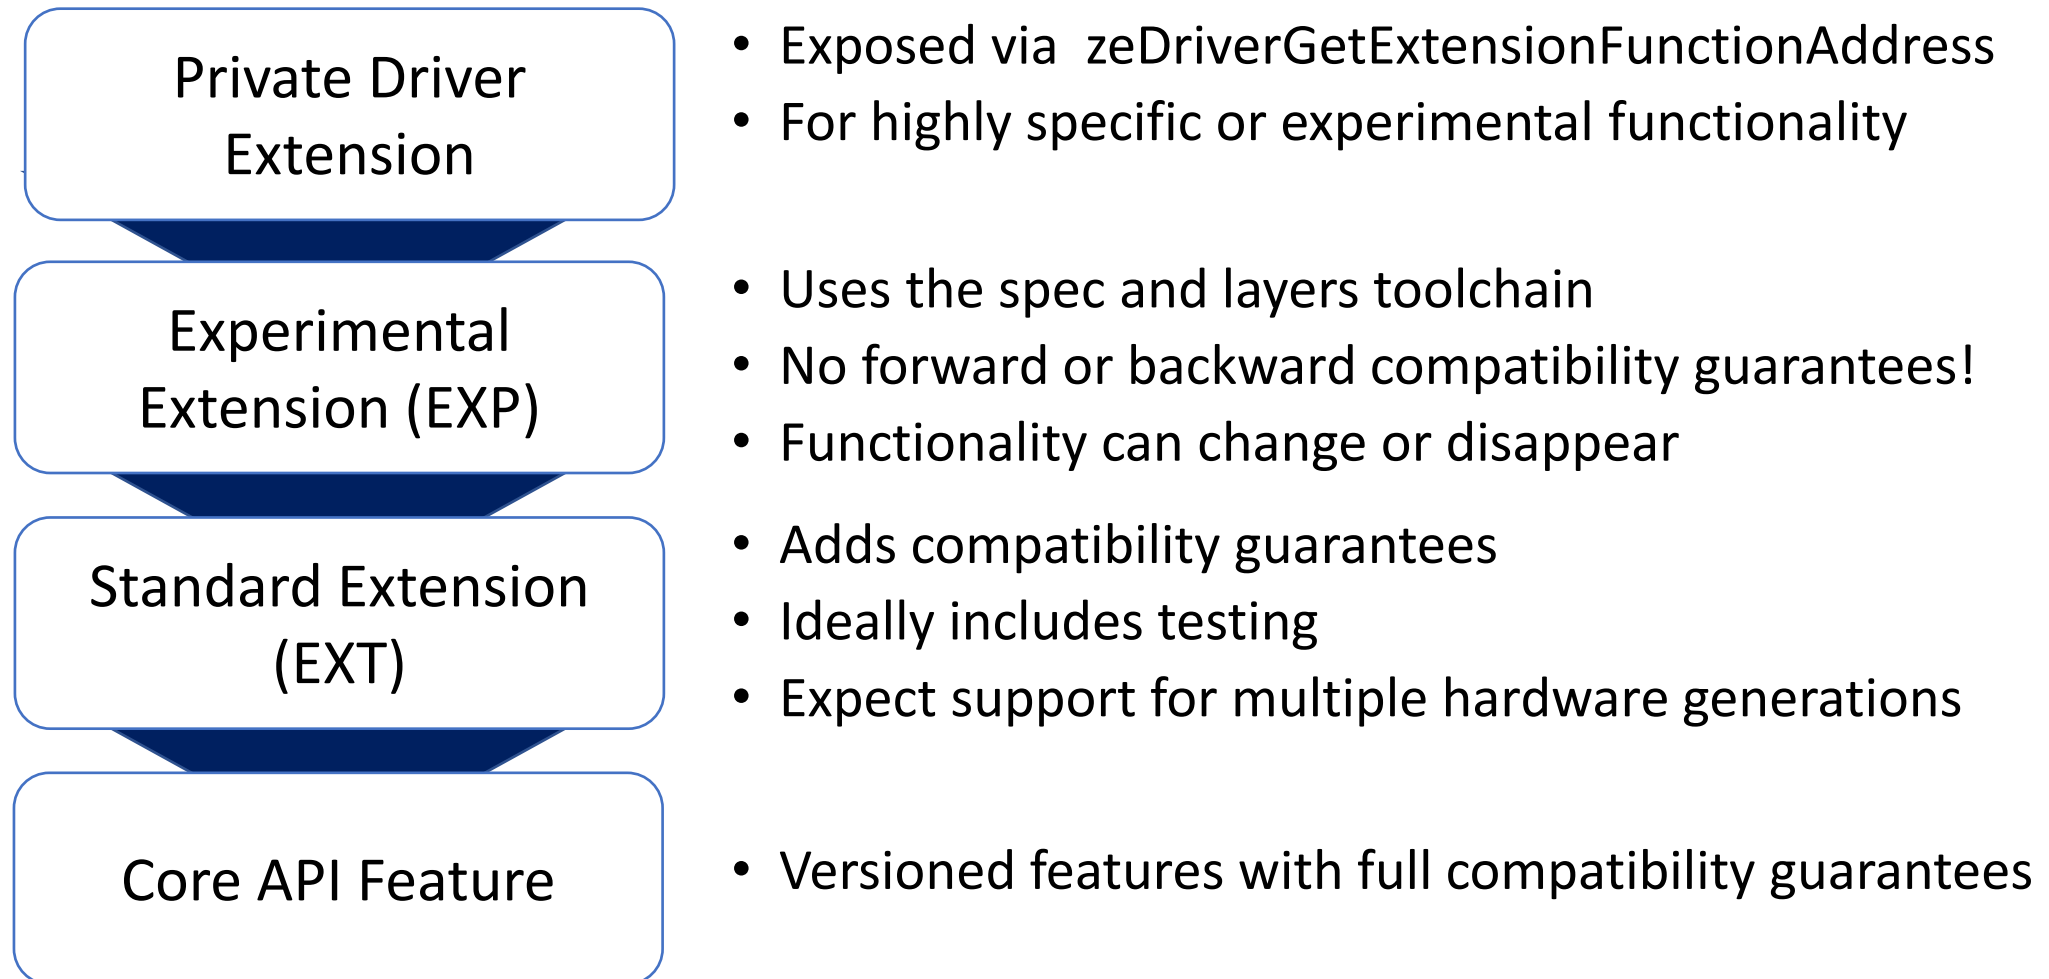 Private Driver
Extension
• Exposed via  zeDriverGetExtensionFunctionAddress
• For highly specific or experimental functionality
Experimental
Extension (EXP)
• Uses the spec and layers toolchain
• No forward or backward compatibility guarantees!
• Functionality can change or disappear
Standard Extension
(EXT)
• Adds compatibility guarantees
• Ideally includes testing
• Expect support for multiple hardware generations
Core API Feature
• Versioned features with full compatibility guarantees